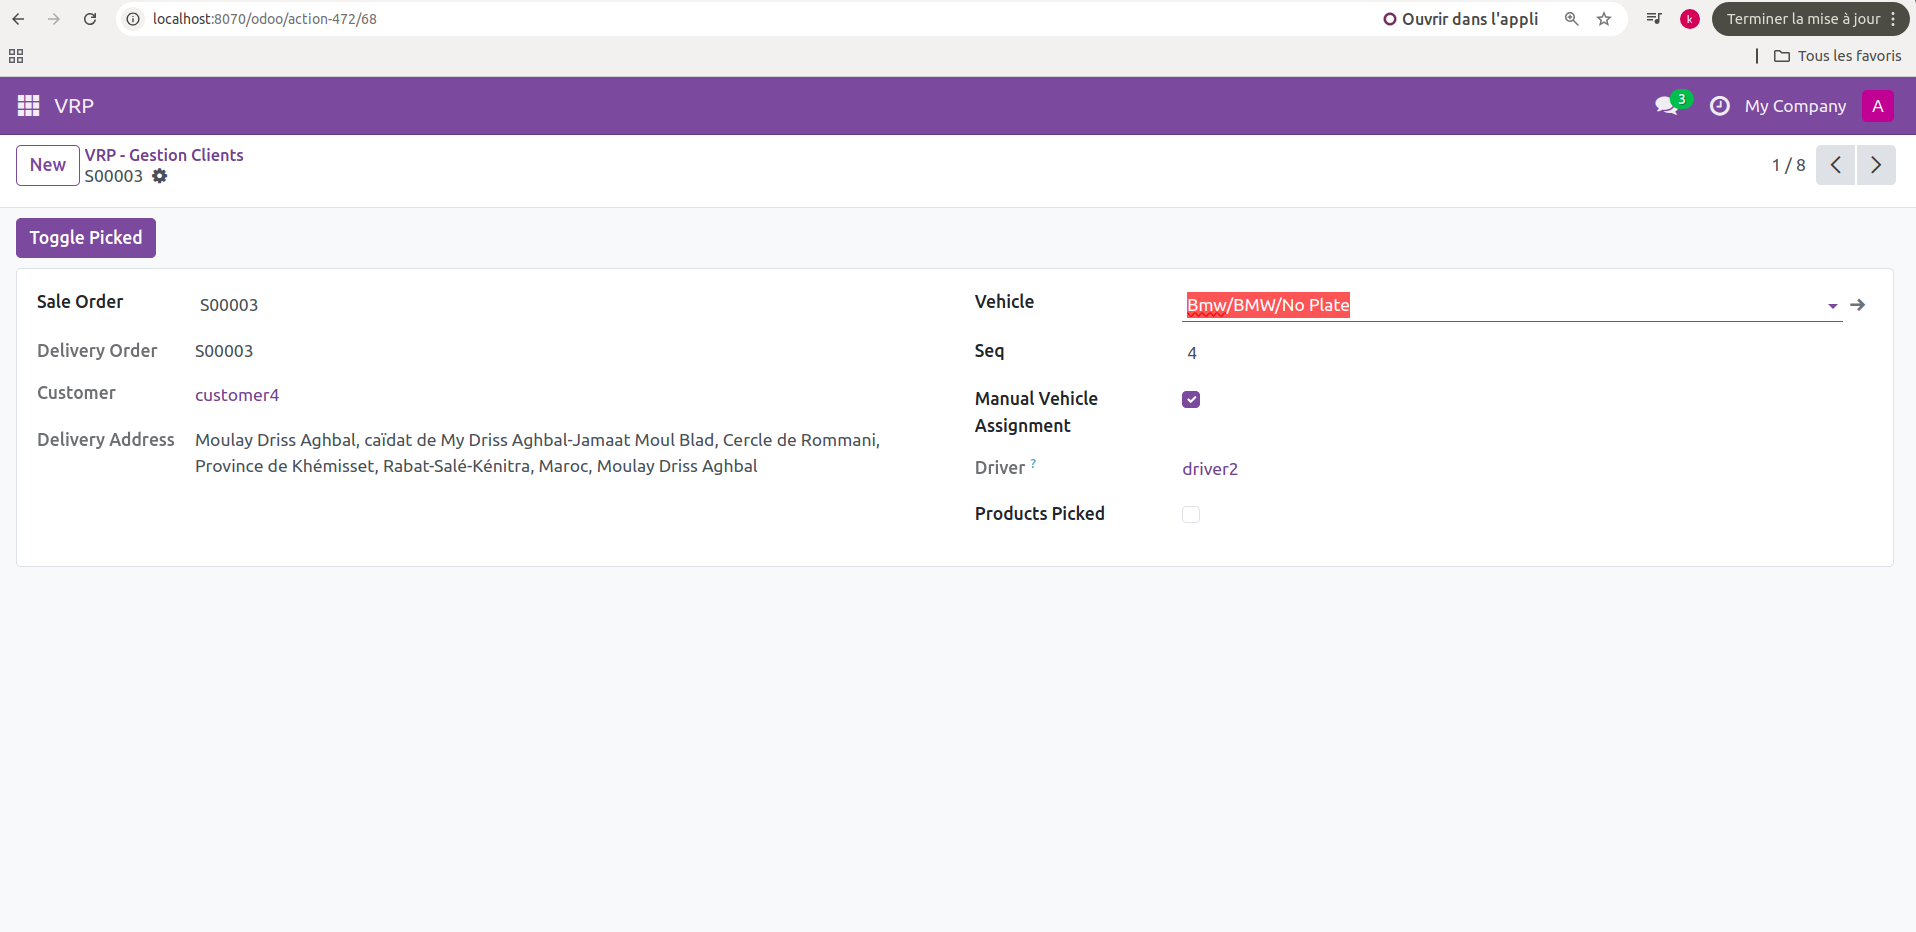 localhost:8070/odoo/action-472/68
Ouvrir dans l'appli
k
Terminer la mise à jour
Tous les favoris
VRP
3
My Company
A
New
VRP - Gestion Clients
S00003
1 / 8
Toggle Picked
Sale Order
S00003
Delivery Order
S00003
Customer
customer4
Delivery Address
Moulay Driss Aghbal, caïdat de My Driss Aghbal-Jamaat Moul Blad, Cercle de Rommani,
Province de Khémisset, Rabat-Salé-Kénitra, Maroc, Moulay Driss Aghbal
Vehicle
Bmw/BMW/No Plate
Seq
4
Manual Vehicle
Assignment
Driver ?
driver2
Products Picked